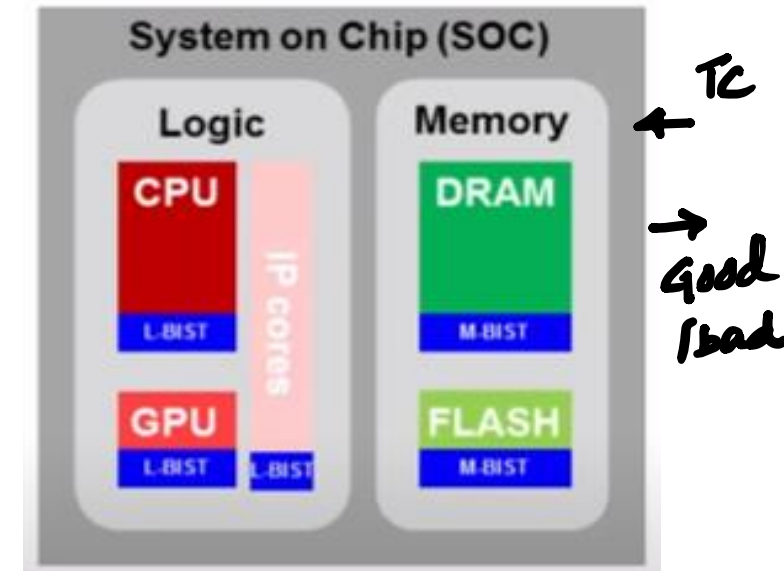 System on Chip (SOC)
Logic
CPU
L-BIST
IP cores
GPU
L-BIST
L-BIST
Memory
DRAM
M-BIST
FLASH
M-BIST
TC
Good
/bad